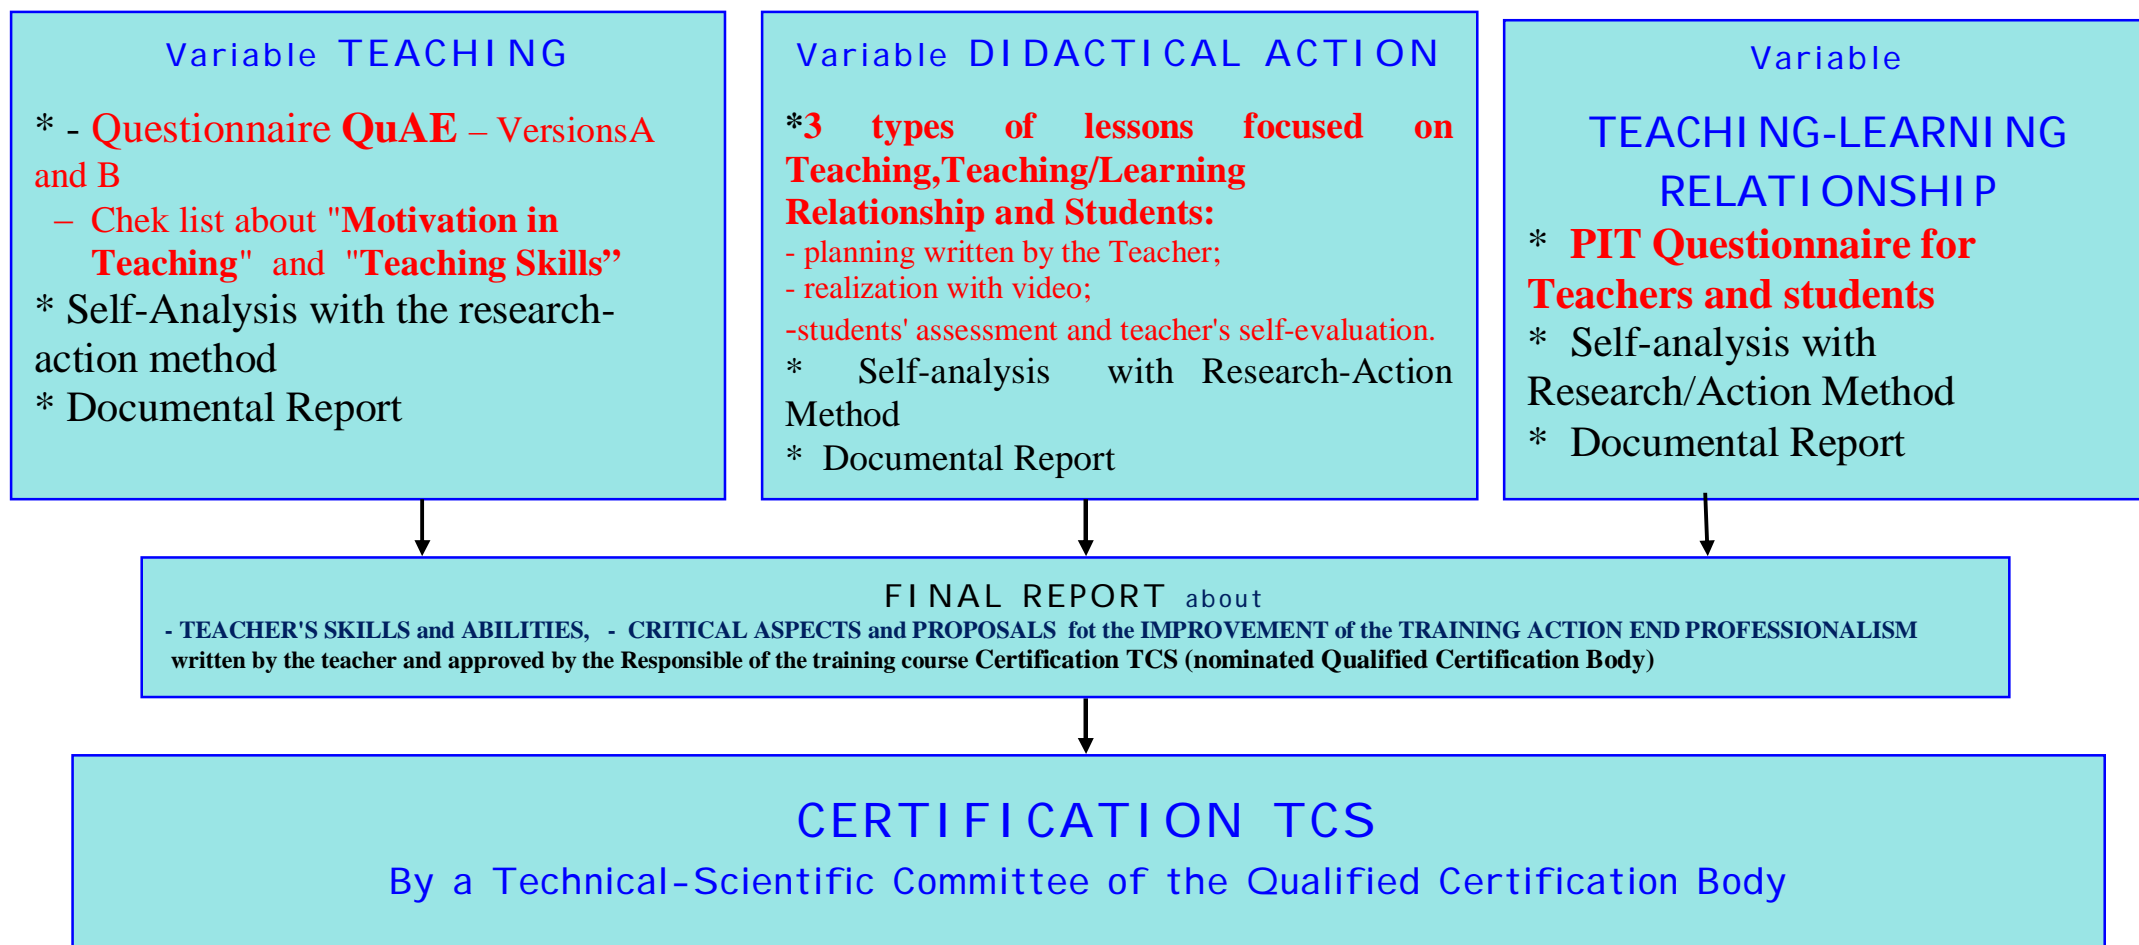 Variable TEACHING
* - Questionnaire QuAE – VersionsA
and B
– Chek list about "Motivation in
Teaching" and "Teaching Skills”
* Self-Analysis with the research-
action method
* Documental Report
Variable DIDACTICAL ACTION
*3 types of lessons focused on
Teaching,Teaching/Learning
Relationship and Students:
- planning written by the Teacher;
- realization with video;
-students' assessment and teacher's self-evaluation.
* Self-analysis with Research-Action
Method
* Documental Report
Variable
TEACHING-LEARNING
RELATIONSHIP
* PIT Questionnaire for
Teachers and students
* Self-analysis with
Research/Action Method
* Documental Report
FINAL REPORT about
- TEACHER'S SKILLS and ABILITIES, - CRITICAL ASPECTS and PROPOSALS fot the IMPROVEMENT of the TRAINING ACTION END PROFESSIONALISM
written by the teacher and approved by the Responsible of the training course Certification TCS (nominated Qualified Certification Body)
CERTIFICATION TCS
By a Technical-Scientific Committee of the Qualified Certification Body